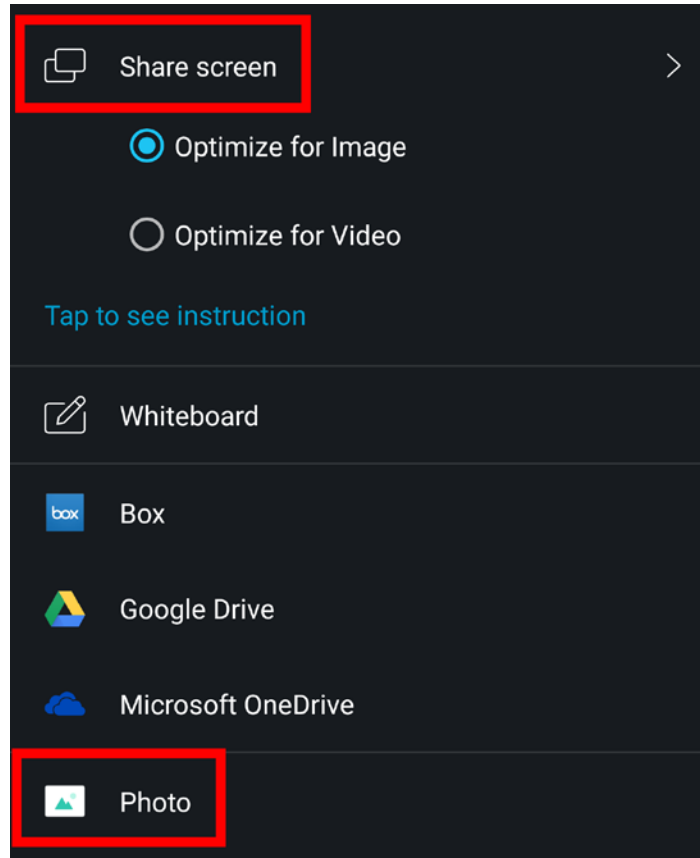 Share screen
Optimize for Image
Optimize for Video
Tap to see instruction
Whiteboard
box Box
Google Drive
Microsoft OneDrive
Photo